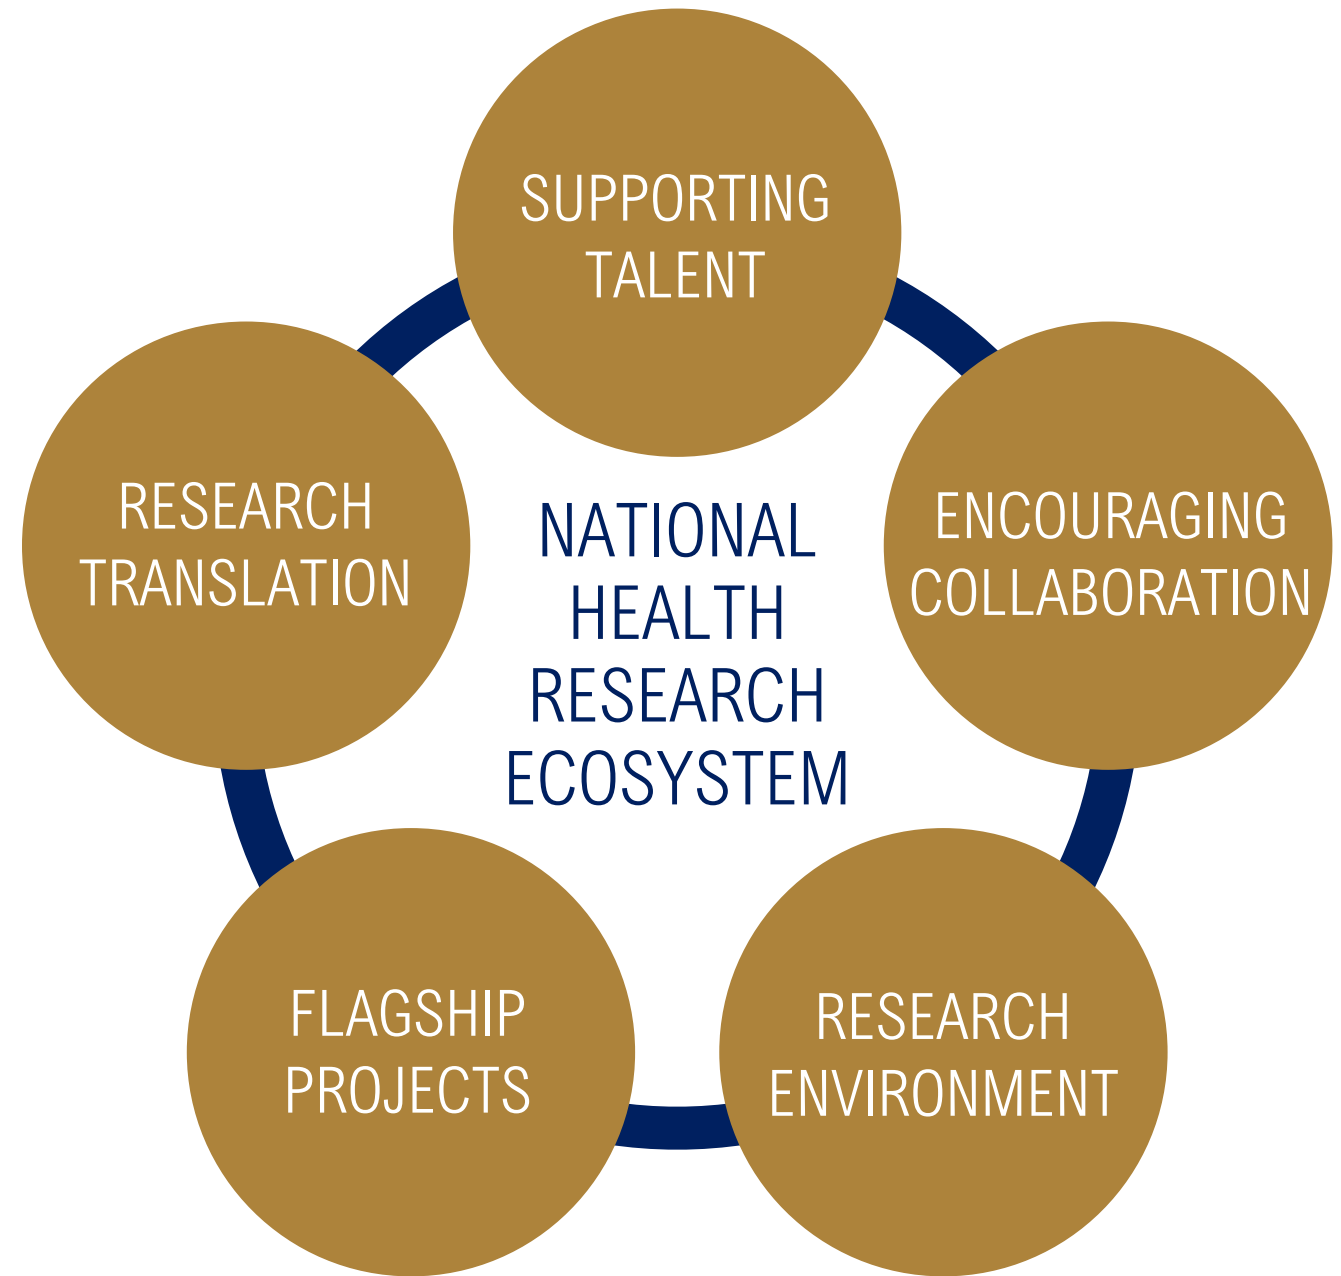 SUPPORTING
TALENT
ENCOURAGING
COLLABORATION
RESEARCH
ENVIRONMENT
FLAGSHIP
PROJECTS
RESEARCH
TRANSLATION
NATIONAL
HEALTH
RESEARCH
ECOSYSTEM